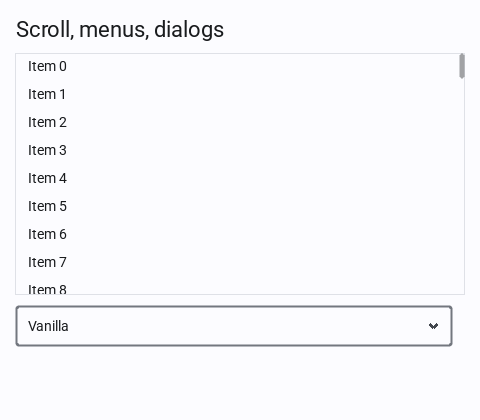 Scroll, menus, dialogs
Item 0
Item 1
Item 2
Item 3
Item 4
Item 5
Item 6
Item 7
Item 8
Vanilla